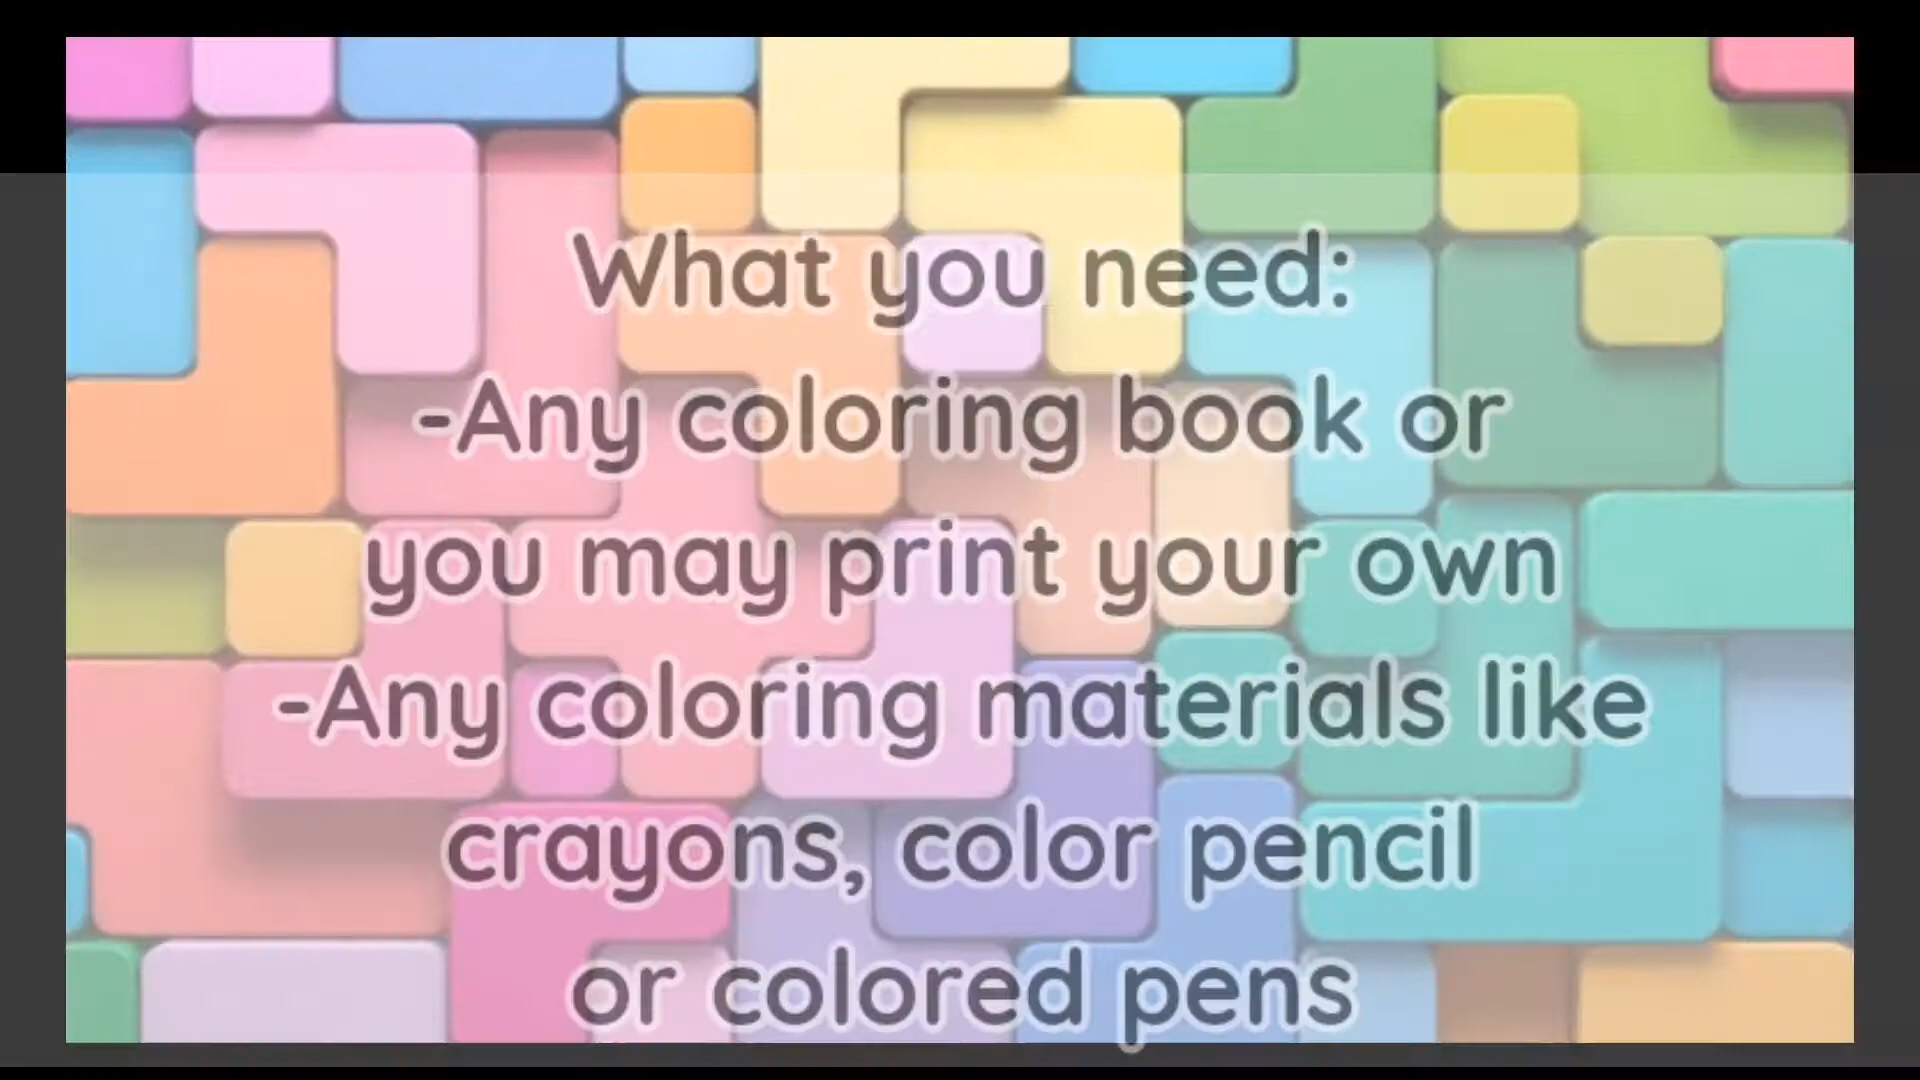 What you need:
-Any coloring book or
you may print your own
-Any coloring materials like
crayons, color pencil
or colored pens